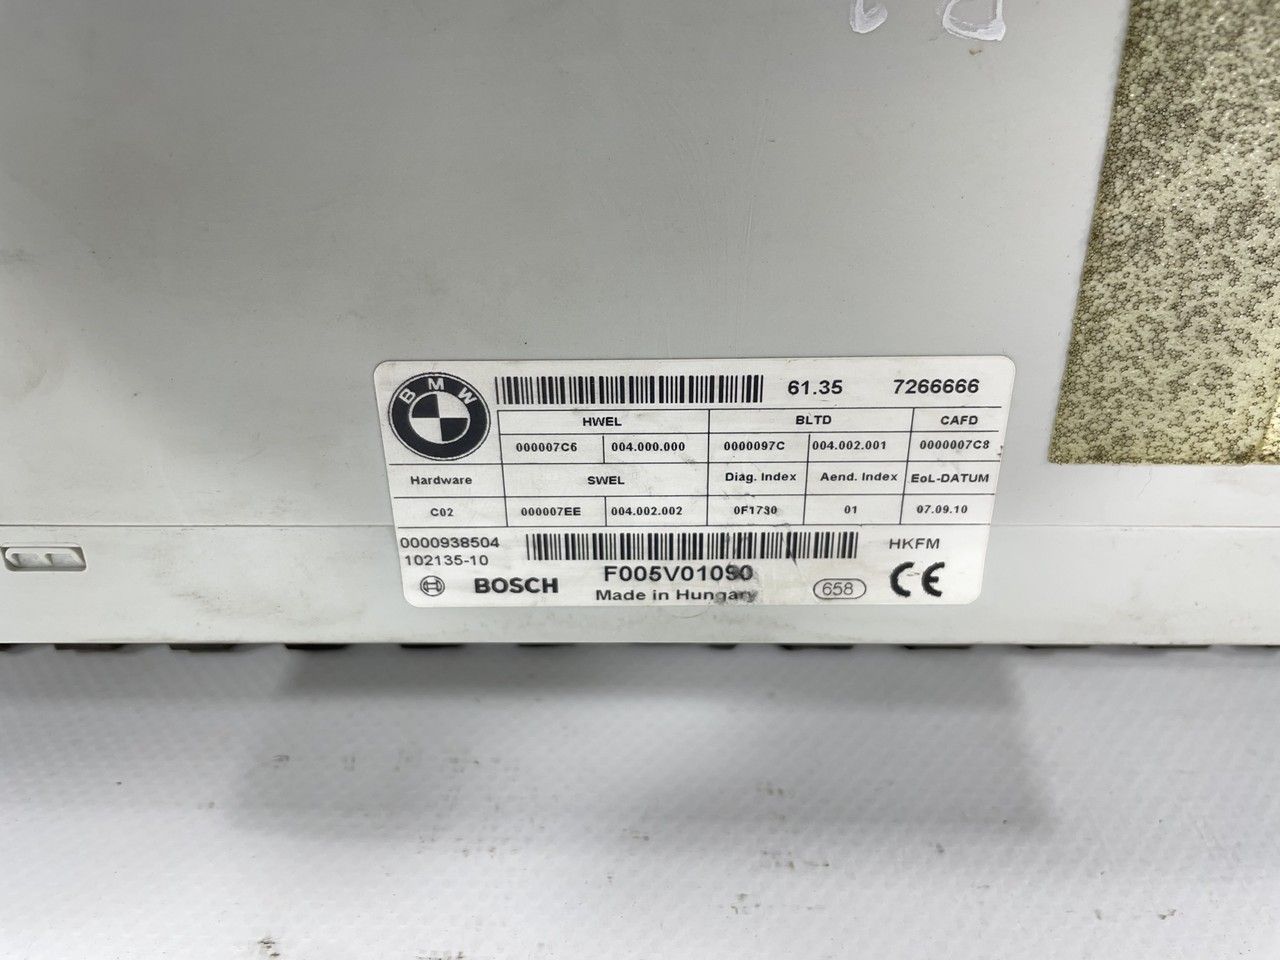 BMW
61.35 7266666
HWEL BLTD CAFD
000007C6 004.000.000 0000097C 004.002.001 0000007C8
Hardware SWEL Diag. Index Aend. Index EoL-DATUM
C02 000007EE 004.002.002 0F1730 01 07.09.10
0000938504 HKFM
102135-10
BOSCH F005V01090 658 CE
Made in Hungary